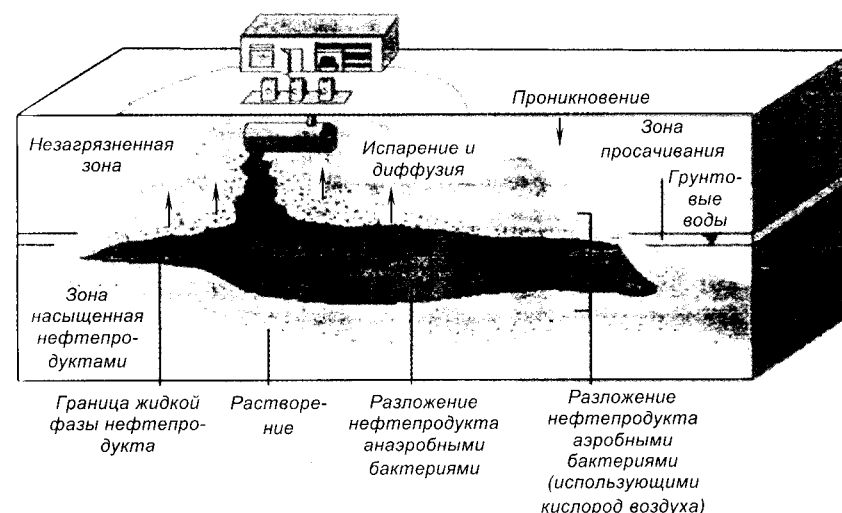 Проникновение
Незагрязненная
зона
Испарение и
диффузия
Зона
просачивания
Грунто-
вые
воды
Зона
насыщенная
нефтепро-
дуктами
Граница жидкой
фазы нефтепро-
дукта
Растворе-
ние
Разложение
нефтепродукта
анаэробными
бактериями
Разложение
нефтепродукта
аэробными
бактериями
(использующими
кислород воздуха)